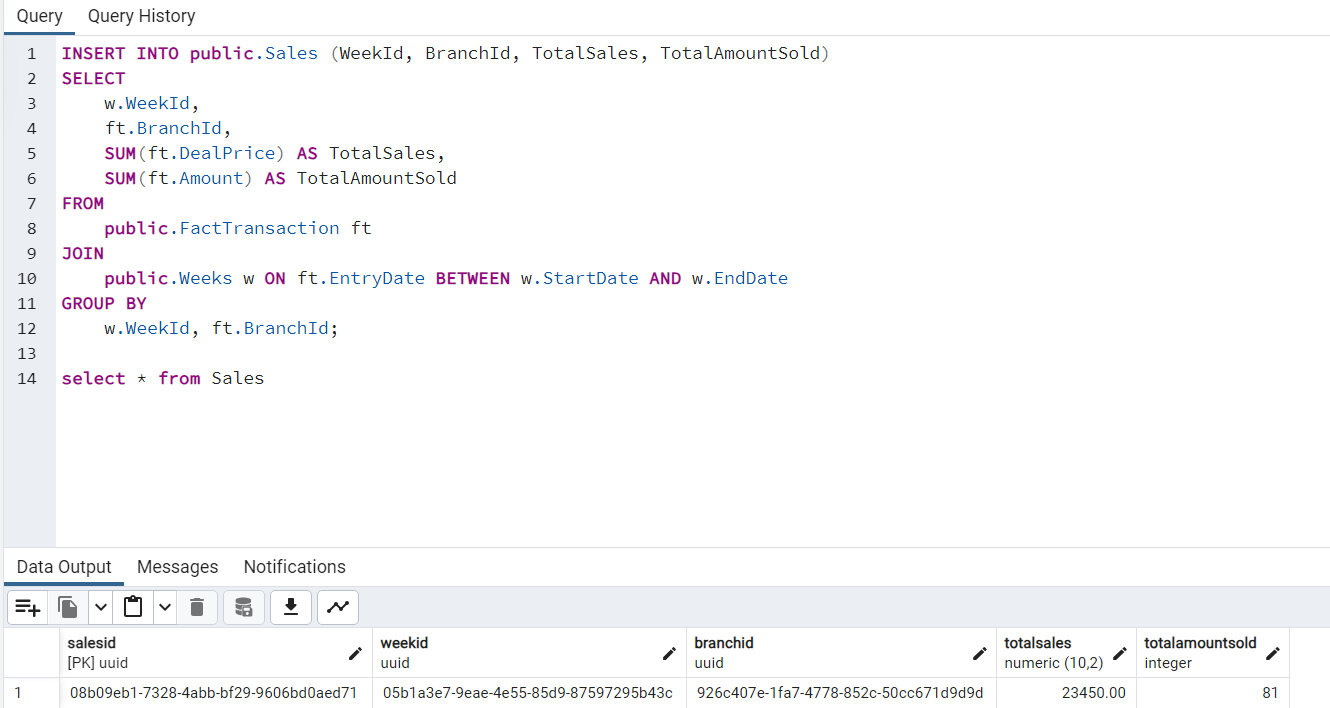 Query Query History
1 INSERT INTO public.Sales (WeekId, BranchId, TotalSales, TotalAmountSold)
2 SELECT
3 w.WeekId,
4 ft.BranchId,
5 SUM(ft.DealPrice) AS TotalSales,
6 SUM(ft.Amount) AS TotalAmountSold
7 FROM
8 public.FactTransaction ft
9 JOIN
10 public.Weeks w ON ft.EntryDate BETWEEN w.StartDate AND w.EndDate
11 GROUP BY
12 w.WeekId, ft.BranchId;
13
14 select * from Sales
Data Output Messages Notifications
salesid weekid branchid totalsales totalamountsold
[PK] uuid uuid uuid numeric (10,2) integer
1 08b09eb1-7328-4abb-bf29-9606bd0aed71 05b1a3e7-9eae-4e55-85d9-87597295b43c 926c407e-1fa7-4778-852c-50cc671d9d9d 23450.00 81